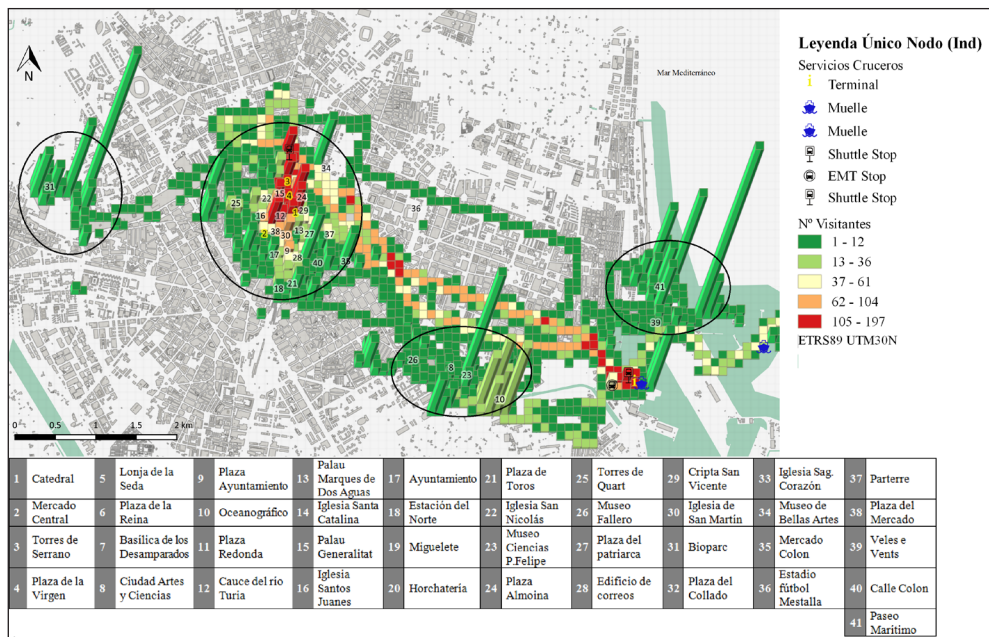 N
Mar Mediterráneo
Leyenda Único Nodo (Ind)
Servicios Cruceros
i Terminal
Muelle
Muelle
Shuttle Stop
EMT Stop
Shuttle Stop
Nº Visitantes
1 - 12
13 - 36
37 - 61
62 - 104
105 - 197
ETRS89 UTM30N
34
3
31
15
4
22
24
25
16
12
29
36
2
38
30
13
27
37
17
9
28
40
18
21
41
39
26
8
23
10
i
0 0.5 1 2 km
1 Catedral
5 Lonja de la
Seda
9 Plaza
Ayuntamiento
13 Palau
Marques de
Dos Aguas
17 Ayuntamiento
21 Plaza de
Toros
25 Torres de
Quart
29 Cripta San
Vicente
33 Iglesia Sag.
Corazón
37 Parterre
2 Mercado
Central
6 Plaza de la
Reina
10 Oceanográfico
14 Iglesia Santa
Catalina
18 Estación del
Norte
22 Iglesia San
Nicolás
26 Museo
Fallero
30 Iglesia de
San Martín
34 Museo de
Bellas Artes
38 Plaza del
Mercado
3 Torres de
Serrano
7 Basílica de los
Desamparados
11 Plaza
Redonda
15 Palau
Generalitat
19 Miguelete
23 Museo
Ciencias
P.Felipe
27 Plaza del
patriarca
31 Bioparc
35 Mercado
Colon
39 Veles e
Vents
4 Plaza de la
Virgen
8 Ciudad Artes
y Ciencias
12 Cauce del río
Turia
16 Iglesia
Santos
Juanes
20 Horchatería
24 Plaza
Almoina
28 Edificio de
correos
32 Plaza del
Collado
36 Estadio
fútbol
Mestalla
40 Calle Colon
41 Paseo
Marítimo